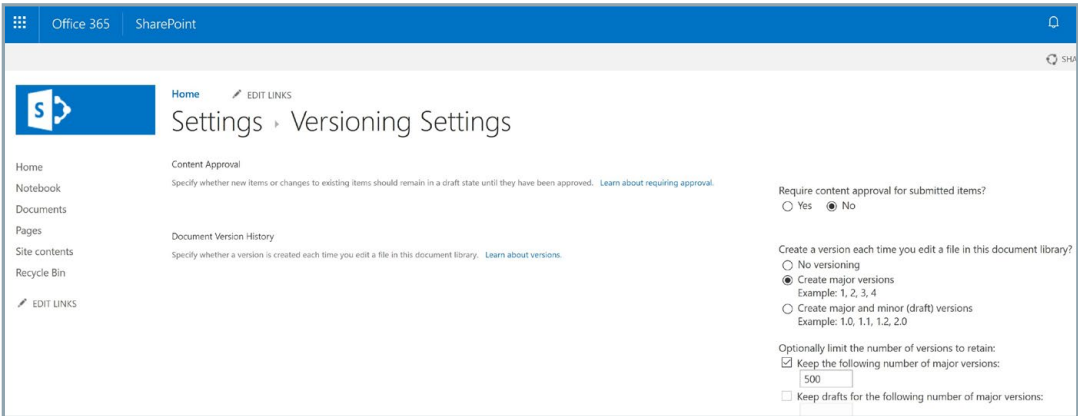 Office 365 SharePoint
SHA
S
Home EDIT LINKS
Settings › Versioning Settings
Home
Notebook
Documents
Pages
Site contents
Recycle Bin
EDIT LINKS
Content Approval
Specify whether new items or changes to existing items should remain in a draft state until they have been approved. Learn about requiring approval.
Require content approval for submitted items?
Yes No
Document Version History
Specify whether a version is created each time you edit a file in this document library. Learn about versions.
Create a version each time you edit a file in this document library?
No versioning
Create major versions
Example: 1, 2, 3, 4
Create major and minor (draft) versions
Example: 1.0, 1.1, 1.2, 2.0
Optionally limit the number of versions to retain:
Keep the following number of major versions:
500
Keep drafts for the following number of major versions: